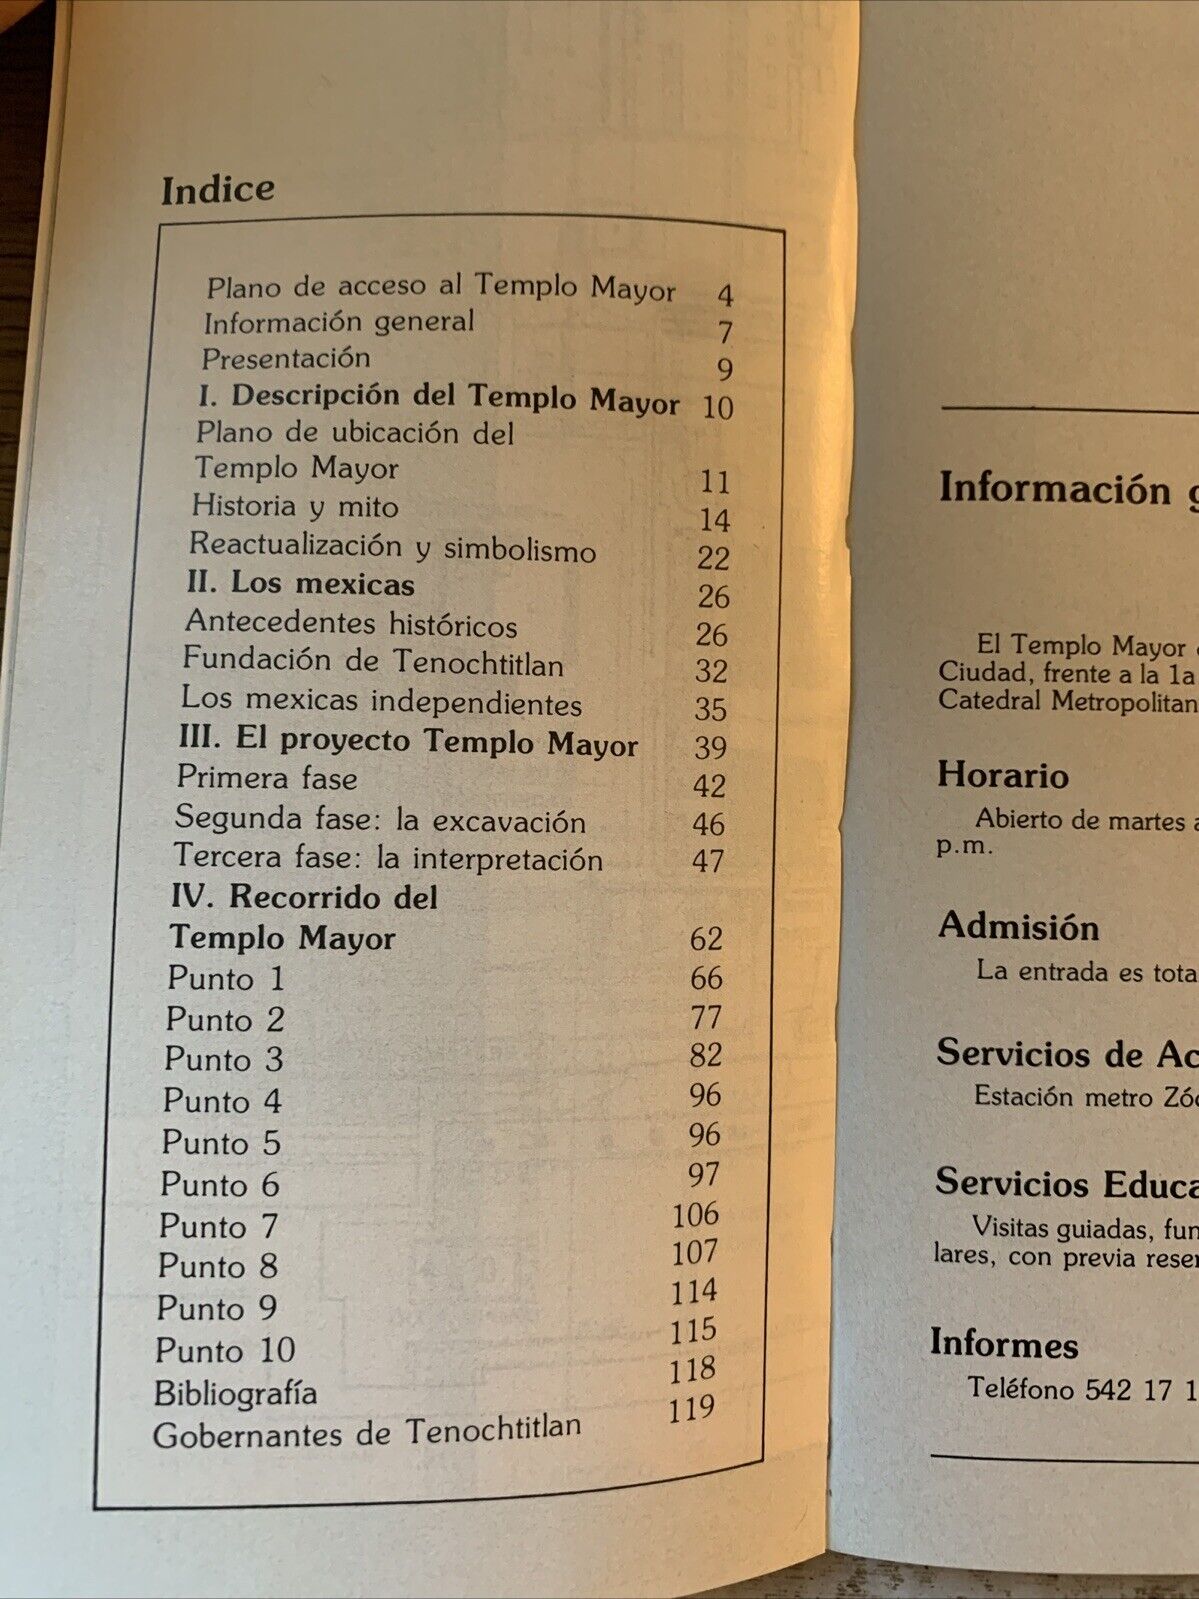 Indice
Plano de acceso al Templo Mayor 4
Información general 7
Presentación 9
I. Descripción del Templo Mayor 10
Plano de ubicación del
Templo Mayor 11
Historia y mito 14
Reactualización y simbolismo 22
II. Los mexicas 26
Antecedentes históricos 26
Fundación de Tenochtitlan 32
Los mexicas independientes 35
III. El proyecto Templo Mayor 39
Primera fase 42
Segunda fase: la excavación 46
Tercera fase: la interpretación 47
IV. Recorrido del
Templo Mayor 62
Punto 1 66
Punto 2 77
Punto 3 82
Punto 4 96
Punto 5 96
Punto 6 97
Punto 7 106
Punto 8 107
Punto 9 114
Punto 10 115
Bibliografía 118
Gobernantes de Tenochtitlan 119
Información
El Templo Mayor
Ciudad, frente a la 1a
Catedral Metropolitan
Horario
Abierto de martes a
p.m.
Admisión
La entrada es tota
Servicios de Ac
Estación metro Zóc
Servicios Educa
Visitas guiadas, fun
lares, con previa reser
Informes
Teléfono 542 17 1